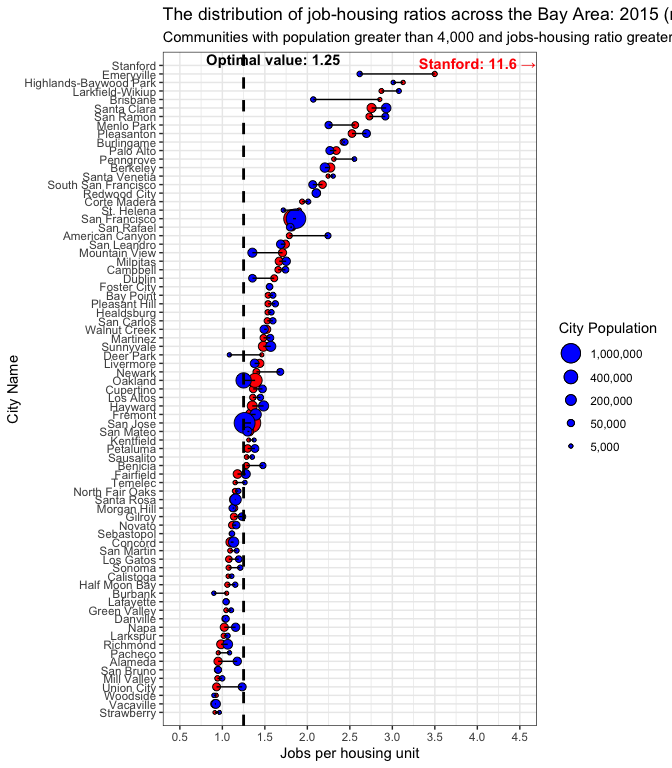 The distribution of job-housing ratios across the Bay Area: 2015 (
Communities with population greater than 4,000 and jobs-housing ratio greater
Optimal value: 1.25
Stanford: 11.6 →
City Name
Stanford
Emeryville
Highlands-Baywood Park
Larkfield-Wikiup
Brisbane
Santa Clara
San Ramon
Menlo Park
Pleasanton
Burlingame
Palo Alto
Penngrove
Berkeley
Santa Venetia
South San Francisco
Redwood City
Corte Madera
St. Helena
San Francisco
San Rafael
American Canyon
San Leandro
Mountain View
Milpitas
Campbell
Dublin
Foster City
Bay Point
Pleasant Hill
Healdsburg
San Carlos
Walnut Creek
Martinez
Sunnyvale
Deer Park
Livermore
Newark
Oakland
Cupertino
Los Altos
Hayward
Fremont
San Jose
San Mateo
Kentfield
Petaluma
Sausalito
Benicia
Fairfield
Temelec
North Fair Oaks
Santa Rosa
Morgan Hill
Gilroy
Novato
Sebastopol
Concord
San Martin
Los Gatos
Sonoma
Calistoga
Half Moon Bay
Burbank
Lafayette
Green Valley
Danville
Napa
Larkspur
Richmond
Pacheco
Alameda
San Bruno
Mill Valley
Union City
Woodside
Vacaville
Strawberry
0.5 1.0 1.5 2.0 2.5 3.0 3.5 4.0 4.5
Jobs per housing unit
City Population
1,000,000
400,000
200,000
50,000
5,000